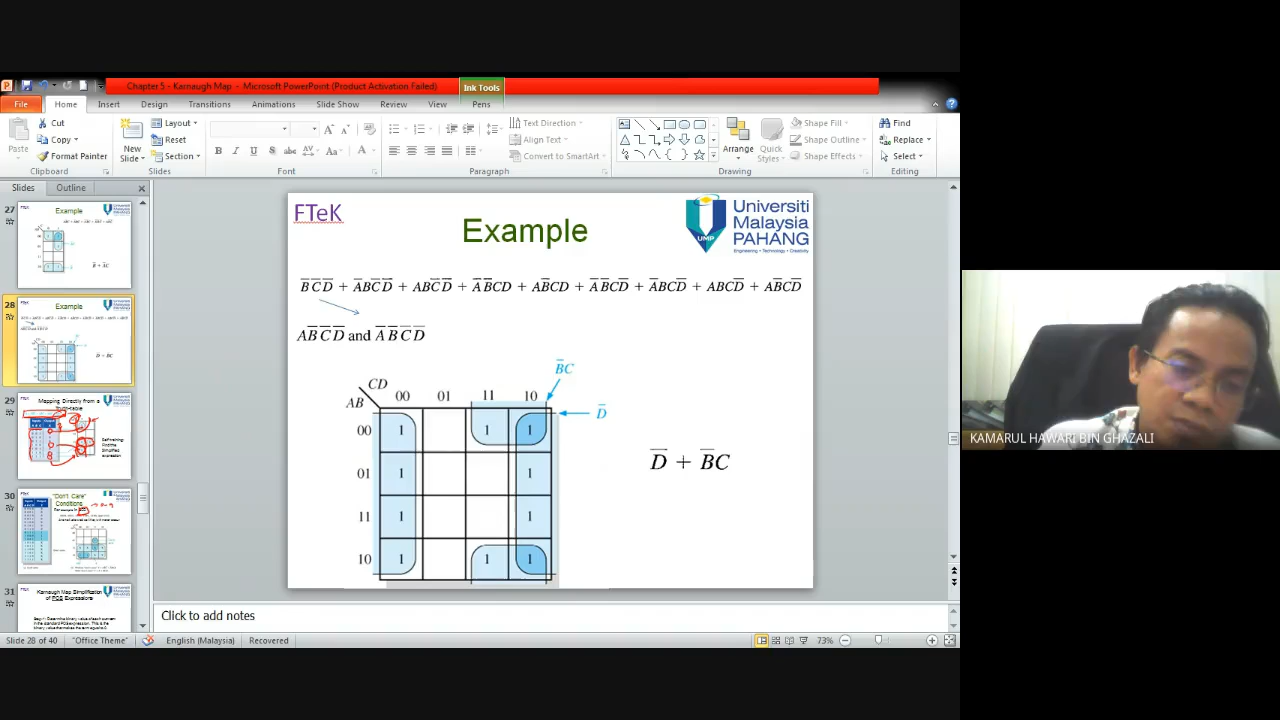 Chapter 5 - Karnaugh Map - Microsoft PowerPoint (Product Activation Failed)
Ink Tools
File Home Insert Design Transitions Animations Slide Show Review View Pens
Paste
Cut
Copy
Format Painter
Clipboard
New Slide
Layout
Reset
Section
Slides
Font
Text Direction
Align Text
Convert to SmartArt
Paragraph
Arrange
Quick Styles
Shape Fill
Shape Outline
Shape Effects
Drawing
Find
Replace
Select
Editing
Slides Outline
27
Example
28
Example
29
Mapping Directly from a
30
"Don't Care"
Conditions
31
Karnaugh Map Simplification
of POS Expressions
FTeK
Example
UMP
Universiti
Malaysia
PAHANG
Engineering • Technology • Creativity
B̅C̅D̅ + A̅BC̅D̅ + ABC̅D̅ + A̅B̅CD + AB̅CD + A̅B̅CD̅ + A̅BCD̅ + ABCD̅ + AB̅CD̅
AB̅C̅D̅ and A̅B̅C̅D̅
B̅C
CD
AB
00 01 11 10
D̅
00 1 1 1
01 1 1
11 1 1
10 1 1 1
D̅ + B̅C
Click to add notes
Slide 28 of 40 "Office Theme" English (Malaysia) Recovered 73%
KAMARUL HAWARI BIN GHAZALI